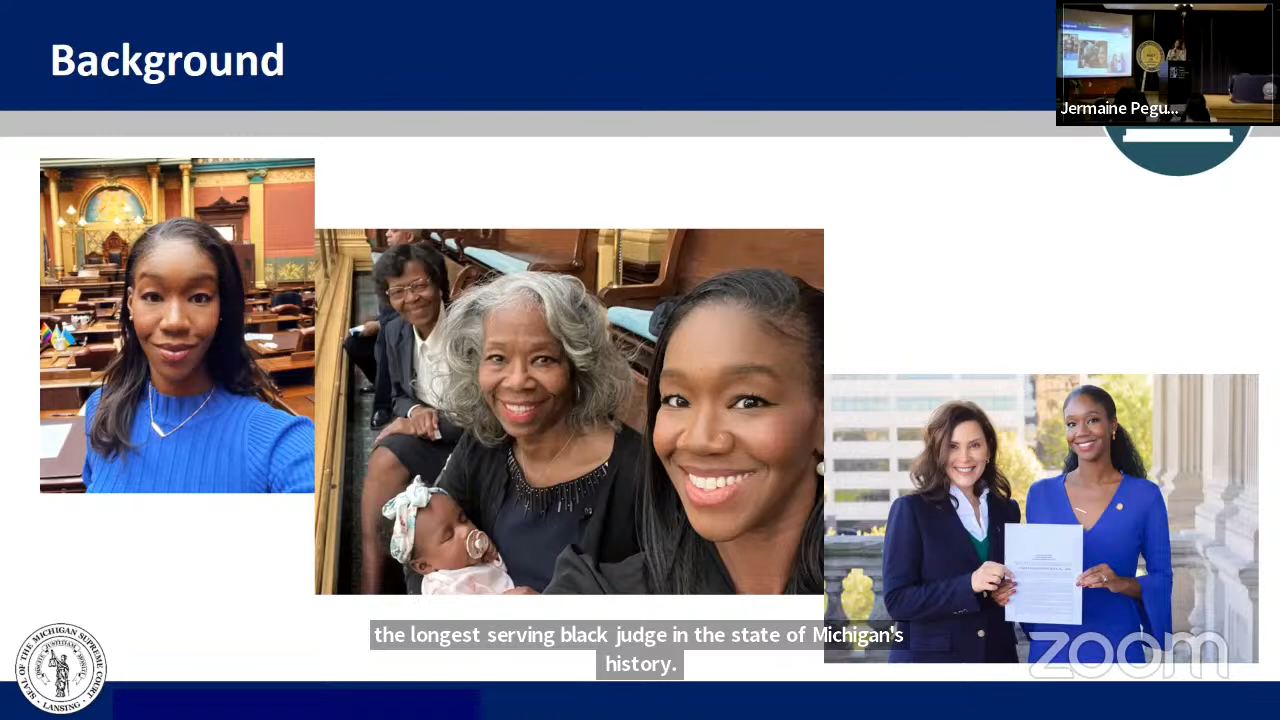 Background
Jermaine Pegu...
the longest serving black judge in the state of Michigan's
history.
zoom
SEAL OF THE MICHIGAN SUPREME COURT
LANSING